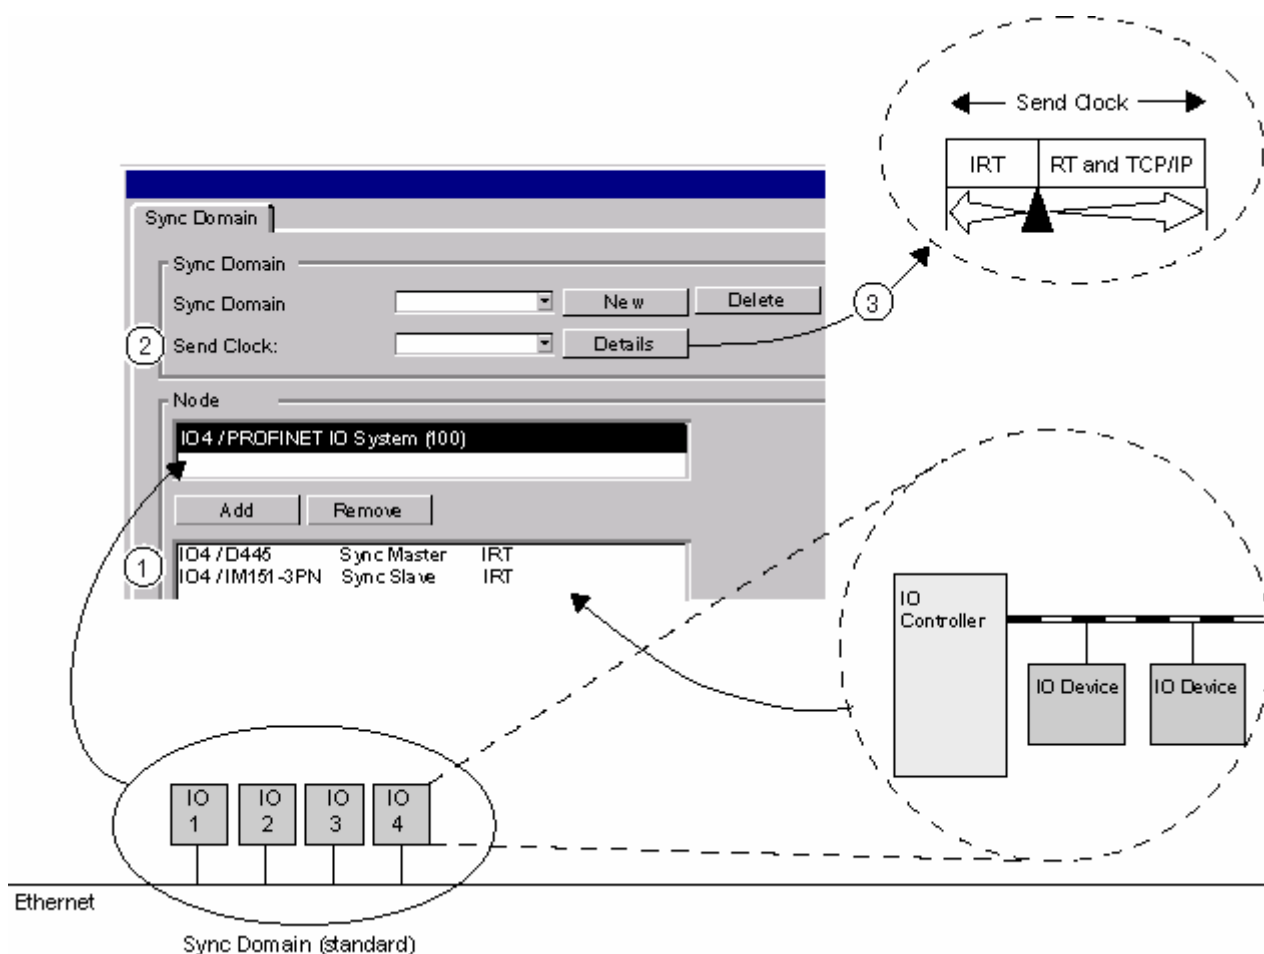 Send Clock
IRT
RT and TCP/IP
Sync Domain
Sync Domain
Sync Domain
New
Delete
3
2
Send Clock:
Details
Node
IO4 / PROFINET IO System (100)
Add
Remove
1
IO4 / D445 Sync Master IRT
IO4 / IM151-3PN Sync Slave IRT
IO
Controller
IO Device
IO Device
IO
1
IO
2
IO
3
IO
4
Ethernet
Sync Domain (standard)